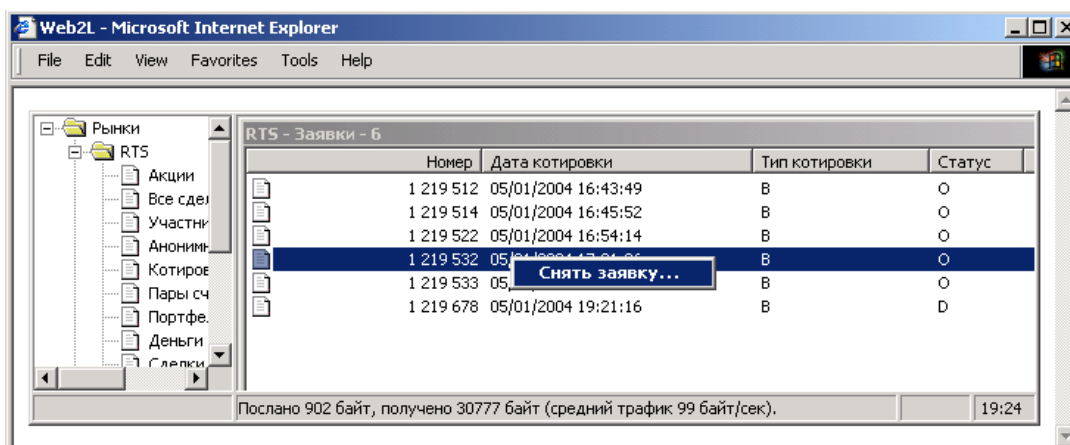 Web2L - Microsoft Internet Explorer
File Edit View Favorites Tools Help
Рынки
RTS
Акции
Все
Портфе.
Деньги
RTS - Заявки - 6
Номер Дата котировки Тип котировки Статус
1 219 512 05/01/2004 16:43:49 B O
1 219 514 05/01/2004 16:45:52 B O
1 219 522 05/01/2004 16:54:14 B O
1 219 532 05/ B O
Снять заявку...
1 219 533 05, B O
1 219 678 05/01/2004 19:21:16 B D
Пары сч
Послано 902 байт, получено 30777 байт (средний трафик 99 байт/сек). 19:24